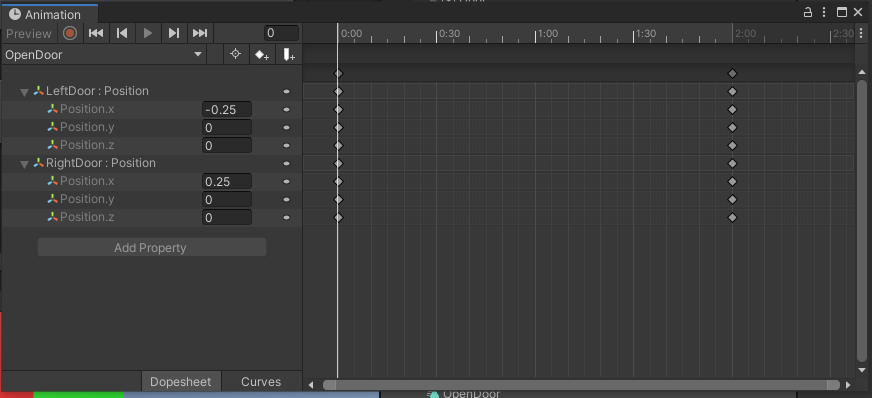 Animation
Preview 0 0:00 0:30 1:00 1:30 2:00 2:30
OpenDoor
LeftDoor : Position
Position.x -0.25
Position.y 0
Position.z 0
RightDoor : Position
Position.x 0.25
Position.y 0
Position.z 0
Add Property
Dopesheet Curves
OpenDoor